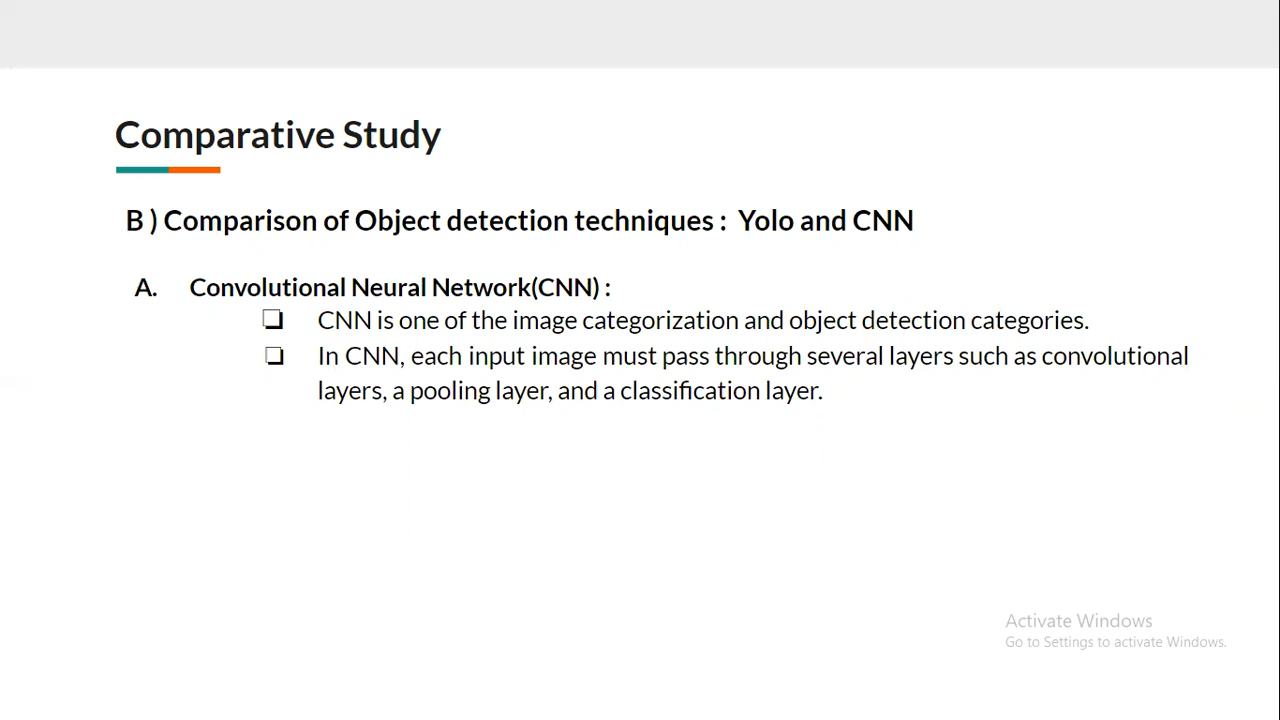 Comparative Study
B ) Comparison of Object detection techniques : Yolo and CNN
A. Convolutional Neural Network(CNN) :
❏ CNN is one of the image categorization and object detection categories.
❏ In CNN, each input image must pass through several layers such as convolutional
layers, a pooling layer, and a classification layer.
Activate Windows
Go to Settings to activate Windows.